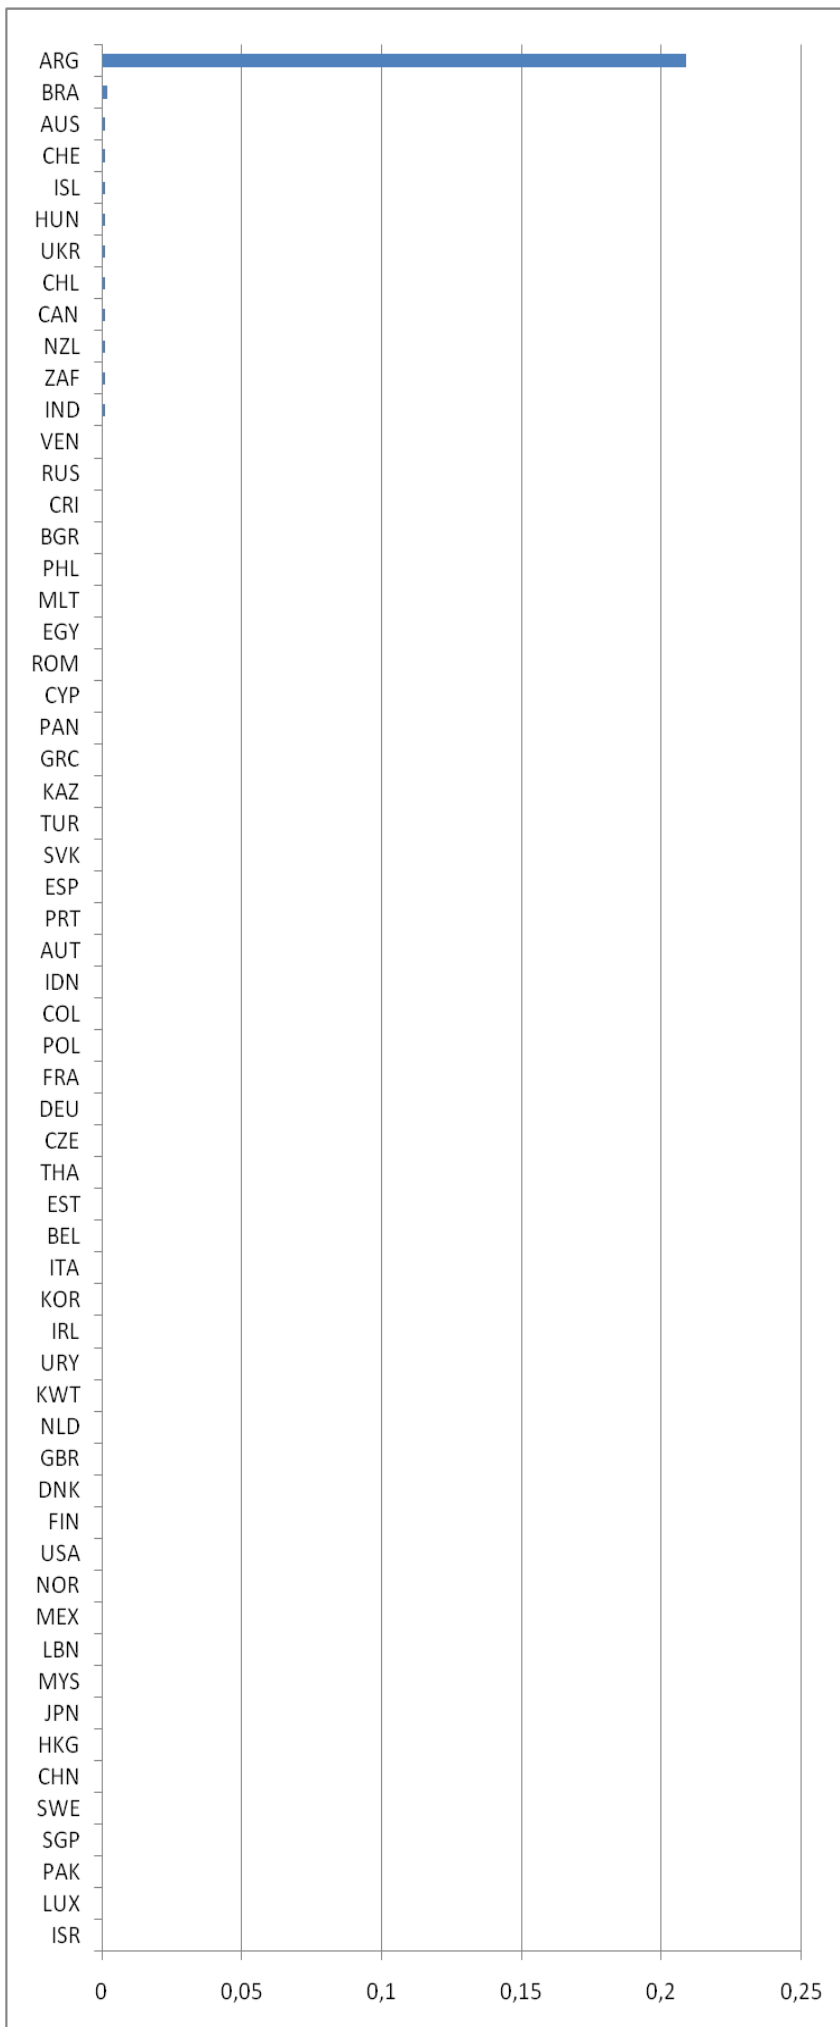 ARG
BRA
AUS
CHE
ISL
HUN
UKR
CHL
CAN
NZL
ZAF
IND
VEN
RUS
CRI
BGR
PHL
MLT
EGY
ROM
CYP
PAN
GRC
KAZ
TUR
SVK
ESP
PRT
AUT
IDN
COL
POL
FRA
DEU
CZE
THA
EST
BEL
ITA
KOR
IRL
URY
KWT
NLD
GBR
DNK
FIN
USA
NOR
MEX
LBN
MYS
JPN
HKG
CHN
SWE
SGP
PAK
LUX
ISR
0 0,05 0,1 0,15 0,2 0,25